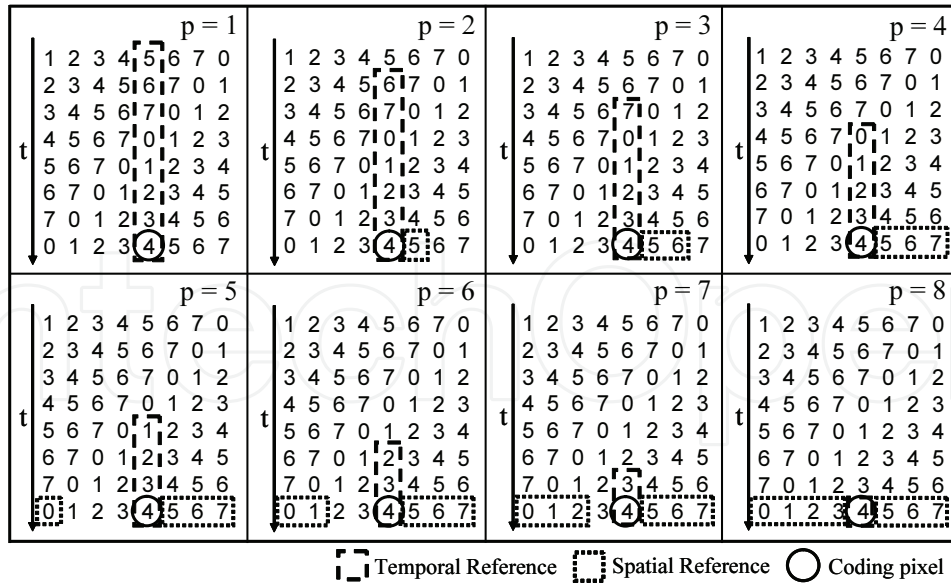 p = 1
1 2 3 4 5 6 7 0
2 3 4 5 6 7 0 1
3 4 5 6 7 0 1 2
4 5 6 7 0 1 2 3
t
5 6 7 0 1 2 3 4
6 7 0 1 2 3 4 5
7 0 1 2 3 4 5 6
0 1 2 3 4 5 6 7
p = 2
1 2 3 4 5 6 7 0
2 3 4 5 6 7 0 1
3 4 5 6 7 0 1 2
4 5 6 7 0 1 2 3
t
5 6 7 0 1 2 3 4
6 7 0 1 2 3 4 5
7 0 1 2 3 4 5 6
0 1 2 3 4 5 6 7
p = 3
1 2 3 4 5 6 7 0
2 3 4 5 6 7 0 1
3 4 5 6 7 0 1 2
4 5 6 7 0 1 2 3
t
5 6 7 0 1 2 3 4
6 7 0 1 2 3 4 5
7 0 1 2 3 4 5 6
0 1 2 3 4 5 6 7
p = 4
1 2 3 4 5 6 7 0
2 3 4 5 6 7 0 1
3 4 5 6 7 0 1 2
4 5 6 7 0 1 2 3
t
5 6 7 0 1 2 3 4
6 7 0 1 2 3 4 5
7 0 1 2 3 4 5 6
0 1 2 3 4 5 6 7
ntechOpe
p = 5
1 2 3 4 5 6 7 0
2 3 4 5 6 7 0 1
3 4 5 6 7 0 1 2
4 5 6 7 0 1 2 3
t
5 6 7 0 1 2 3 4
6 7 0 1 2 3 4 5
7 0 1 2 3 4 5 6
0 1 2 3 4 5 6 7
p = 6
1 2 3 4 5 6 7 0
2 3 4 5 6 7 0 1
3 4 5 6 7 0 1 2
4 5 6 7 0 1 2 3
t
5 6 7 0 1 2 3 4
6 7 0 1 2 3 4 5
7 0 1 2 3 4 5 6
0 1 2 3 4 5 6 7
p = 7
1 2 3 4 5 6 7 0
2 3 4 5 6 7 0 1
3 4 5 6 7 0 1 2
4 5 6 7 0 1 2 3
t
5 6 7 0 1 2 3 4
6 7 0 1 2 3 4 5
7 0 1 2 3 4 5 6
0 1 2 3 4 5 6 7
p = 8
1 2 3 4 5 6 7 0
2 3 4 5 6 7 0 1
3 4 5 6 7 0 1 2
4 5 6 7 0 1 2 3
t
5 6 7 0 1 2 3 4
6 7 0 1 2 3 4 5
7 0 1 2 3 4 5 6
0 1 2 3 4 5 6 7
Temporal Reference Spatial Reference Coding pixel